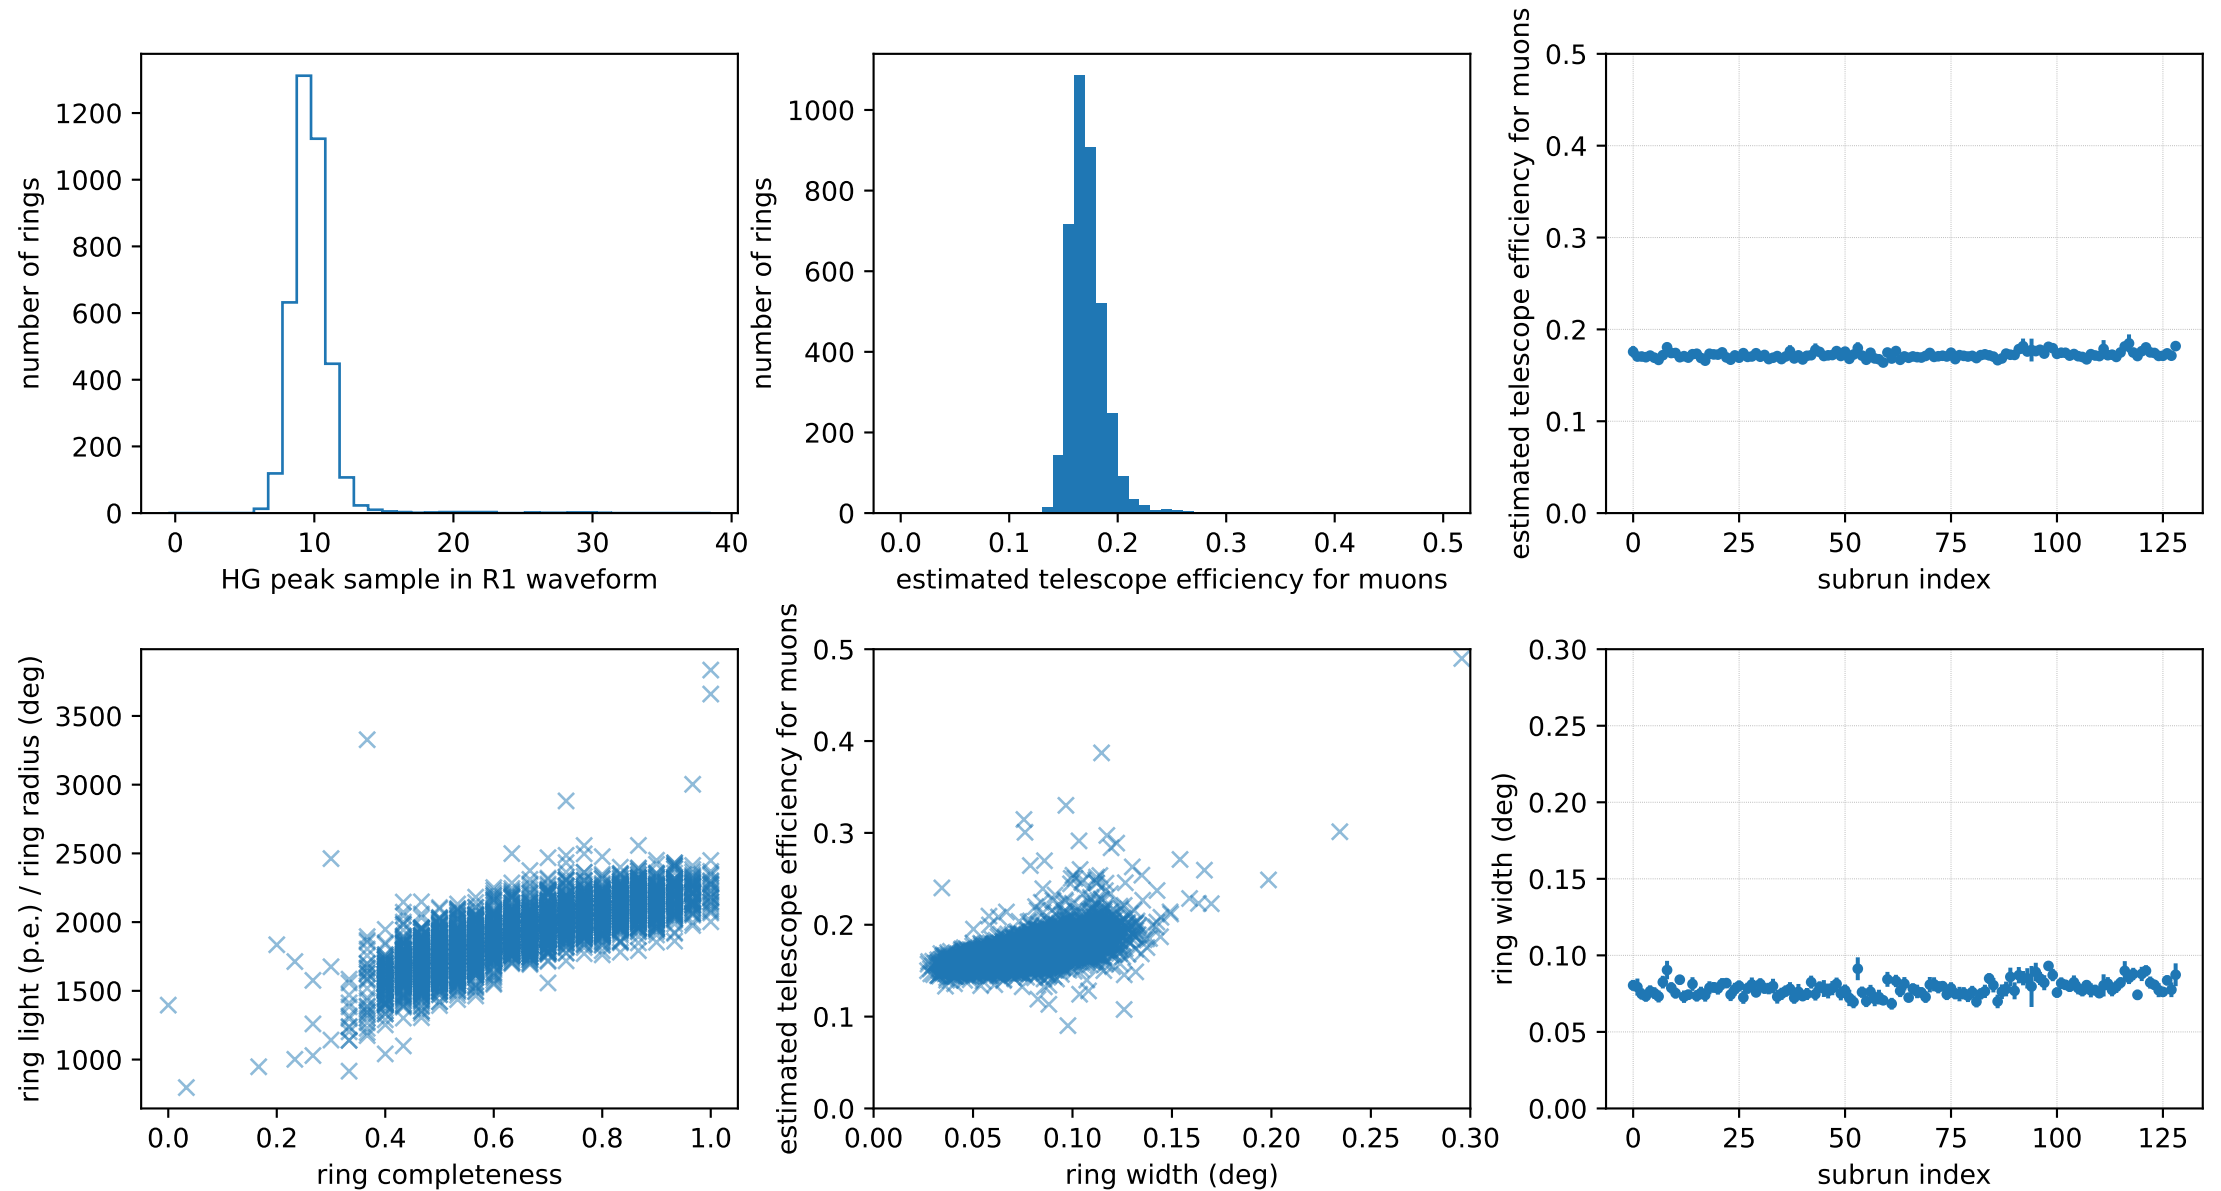 number of rings
1200
1000
800
600
400
200
0
0 10 20 30 40
HG peak sample in R1 waveform
number of rings
1000
800
600
400
200
0
0.0 0.1 0.2 0.3 0.4 0.5
estimated telescope efficiency for muons
estimated telescope efficiency for muons
0.5
0.4
0.3
0.2
0.1
0.0
0 25 50 75 100 125
subrun index
ring light (p.e.) / ring radius (deg)
3500
3000
2500
2000
1500
1000
0.0 0.2 0.4 0.6 0.8 1.0
ring completeness
estimated telescope efficiency for muons
0.5
0.4
0.3
0.2
0.1
0.0
0.00 0.05 0.10 0.15 0.20 0.25 0.30
ring width (deg)
ring width (deg)
0.30
0.25
0.20
0.15
0.10
0.05
0.00
0 25 50 75 100 125
subrun index